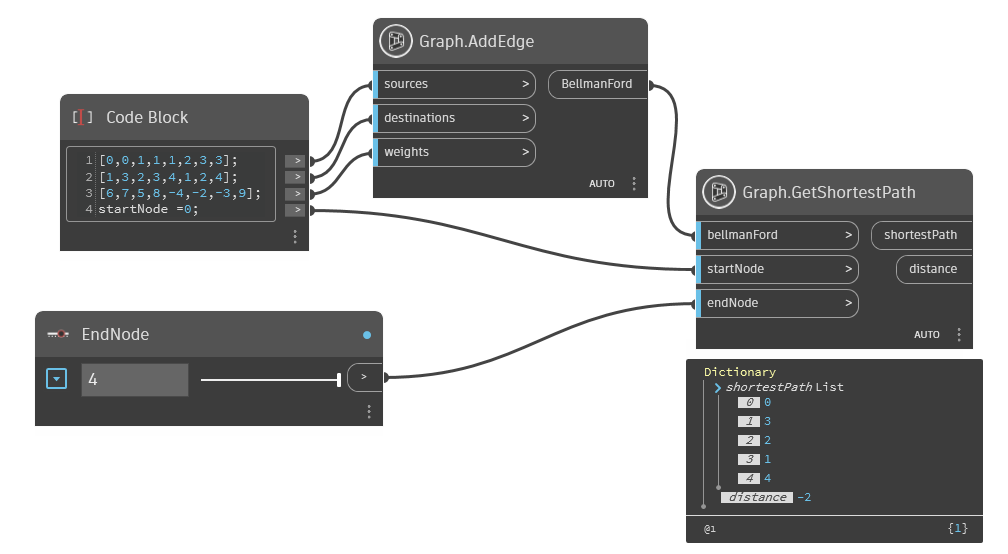 Graph.AddEdge
sources >
BellmanFord
destinations >
weights >
AUTO
[ ] Code Block
1 [0,0,1,1,1,2,3,3]; >
2 [1,3,2,3,4,1,2,4]; >
3 [6,7,5,8,-4,-2,-3,9]; >
4 startNode =0; >
Graph.GetShortestPath
bellmanFord >
shortestPath
startNode >
distance
endNode >
AUTO
EndNode
4 >
Dictionary
shortestPath List
0 0
1 3
2 2
3 1
4 4
distance -2
@1 {1}